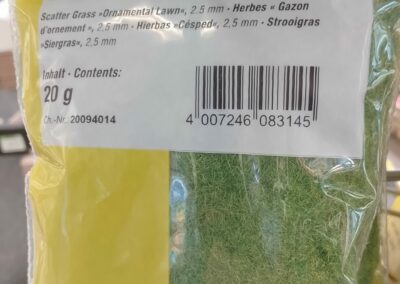 Scatter Grass »Ornamental Lawn«, 2,5 mm · Herbes « Gazon
d'ornement », 2,5 mm · Hierbas »Césped«, 2,5 mm · Strooigras
»Siergras«, 2,5 mm
Inhalt · Contents:
20 g
Ch.-Nr. 20094014
4 007246 083145